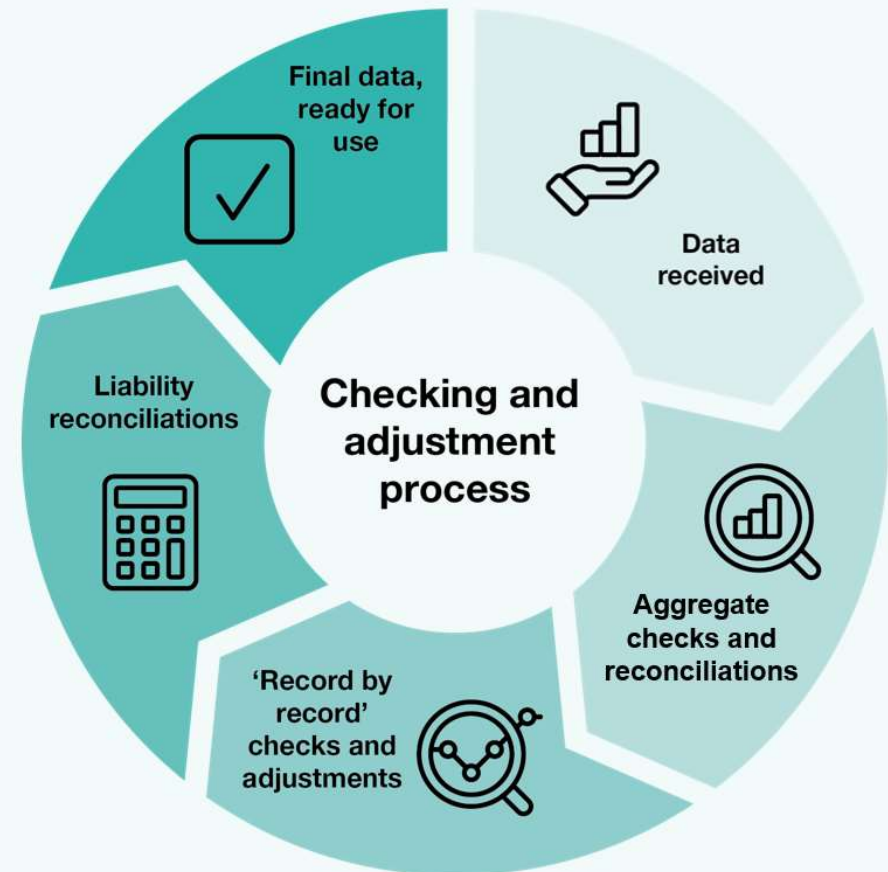 Checking and
adjustment
process
Data
received
Aggregate
checks and
reconciliations
‘Record by
record’
checks and
adjustments
Liability
reconciliations
Final data,
ready for
use